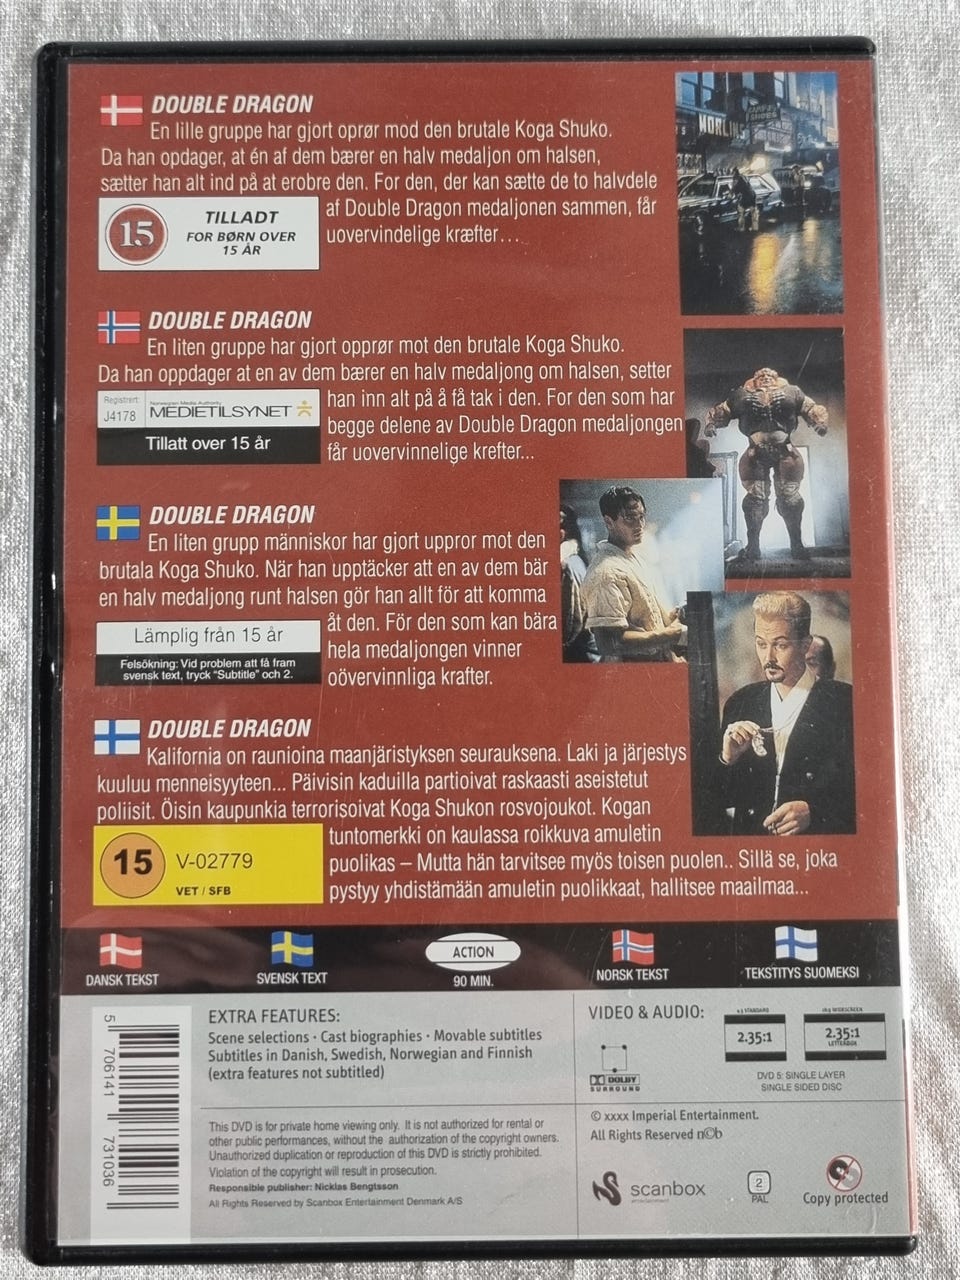 DOUBLE DRAGON
En lille gruppe har gjort oprør mod den brutale Koga Shuko.
Da han opdager, at én af dem bærer en halv medaljon om halsen,
sætter han alt ind på at erobre den. For den, der kan sætte de to halvdele
af Double Dragon medaljonen sammen, får
uovervindelige kræfter...
15
TILLADT
FOR BØRN OVER
15 ÅR
DOUBLE DRAGON
En liten gruppe har gjort opprør mot den brutale Koga Shuko.
Da han oppdager at en av dem bærer en halv medaljong om halsen, setter
han inn alt på å få tak i den. For den som har
begge delene av Double Dragon medaljongen
får uovervinnelige krefter...
Registrert:
J4178
Norwegian Media Authority
MEDIETILSYNET
Tillatt over 15 år
DOUBLE DRAGON
En liten grupp människor har gjort uppror mot den
brutala Koga Shuko. När han upptäcker att en av dem bär
en halv medaljong runt halsen gör han allt för att komma
åt den. För den som kan bära
hela medaljongen vinner
oövervinnliga krafter.
Lämplig från 15 år
Felsökning: Vid problem att få fram
svensk text, tryck "Subtitle" och 2.
DOUBLE DRAGON
Kalifornia on raunioina maanjäristyksen seurauksena. Laki ja järjestys
kuuluu menneisyyteen... Päivisin kaduilla partioivat raskaasti aseistetut
poliisit. Öisin kaupunkia terrorisoivat Koga Shukon rosvojoukot. Kogan
tuntomerkki on kaulassa roikkuva amuletin
puolikas – Mutta hän tarvitsee myös toisen puolen.. Sillä se, joka
pystyy yhdistämään amuletin puolikkaat, hallitsee maailmaa...
15
V-02779
VET / SFB
NORLIN
SHOES
DANSK TEKST
SVENSK TEXT
ACTION
90 MIN.
NORSK TEKST
TEKSTITYS SUOMEKSI
5 706141 731036
EXTRA FEATURES:
Scene selections · Cast biographies · Movable subtitles
Subtitles in Danish, Swedish, Norwegian and Finnish
(extra features not subtitled)
This DVD is for private home viewing only. It is not authorized for rental or
other public performances, without the authorization of the copyright owners.
Unauthorized duplication or reproduction of this DVD is strictly prohibited.
Violation of the copyright will result in prosecution.
Responsible publisher: Nicklas Bengtsson
All Rights Reserved by Scanbox Entertainment Denmark A/S
VIDEO & AUDIO:
DOLBY
SURROUND
4:3 STANDARD
2.35:1
16:9 WIDESCREEN
2.35:1
LETTERBOX
DVD 5: SINGLE LAYER
SINGLE SIDED DISC
© xxxx Imperial Entertainment.
All Rights Reserved n©b
scanbox
entertainment
2
PAL
Copy protected